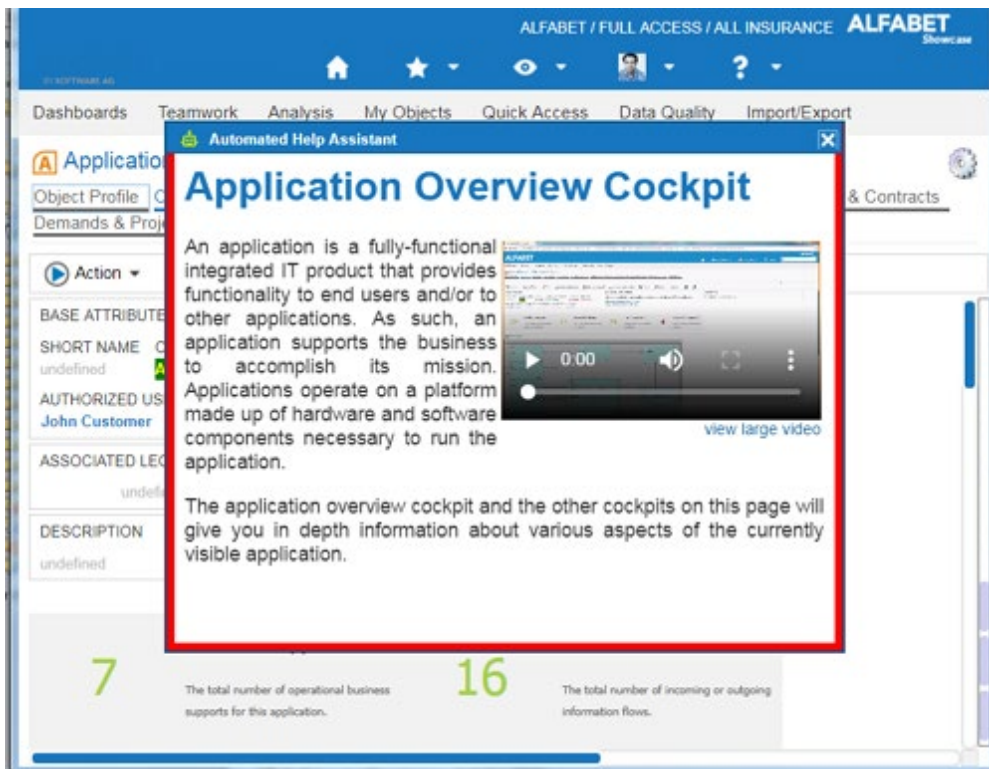 ALFABET / FULL ACCESS / ALL INSURANCE ALFABET
Showcase
SOFTWARE AG
Dashboards Teamwork Analysis My Objects Quick Access Data Quality Import/Export
Automated Help Assistant
A Applicatio
Application Overview Cockpit
Object Profile
& Contracts
Demands & Proj
An application is a fully-functional
integrated IT product that provides
functionality to end users and/or to
other applications. As such, an
application supports the business
to accomplish its mission.
Applications operate on a platform
made up of hardware and software
components necessary to run the
application.
0:00
view large video
The application overview cockpit and the other cockpits on this page will
give you in depth information about various aspects of the currently
visible application.
Action
BASE ATTRIBUTE
SHORT NAME
undefined
AUTHORIZED US
John Customer
ASSOCIATED LEG
undefi
DESCRIPTION
undefined
7
The total number of operational business
supports for this application.
16
The total number of incoming or outgoing
information flows.